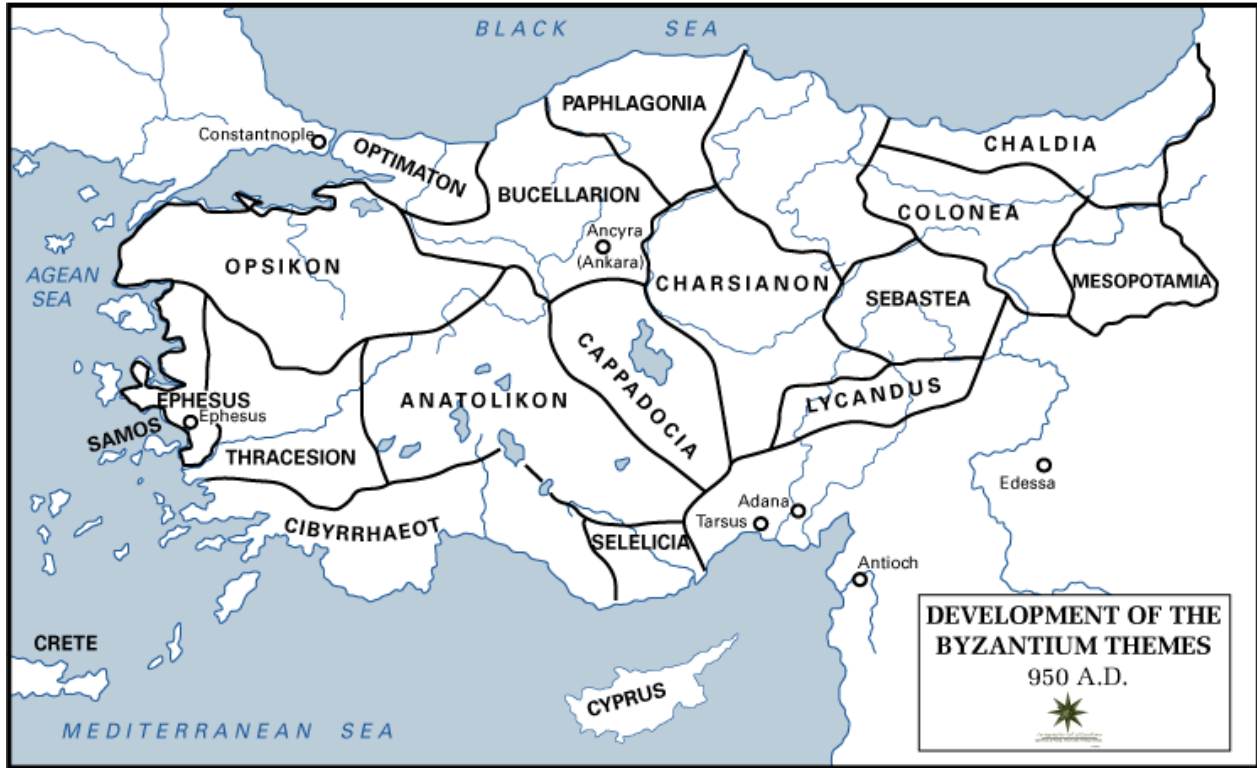 BLACK SEA
PAPHLAGONIA
Constantnople
OPTIMATON
CHALDIA
BUCELLARION
COLONEA
Ancyra
(Ankara)
OPSIKON
AGEAN
SEA
CHARSIANON
MESOPOTAMIA
SEBASTEA
CAPPADOCIA
LYCANDUS
ANATOLIKON
EPHESUS
Ephesus
SAMOS
THRACESION
Edessa
Adana
Tarsus
CIBYRRHAEOT
SELELICIA
Antioch
DEVELOPMENT OF THE
BYZANTIUM THEMES
950 A.D.
CRETE
CYPRUS
MEDITERRANEAN SEA